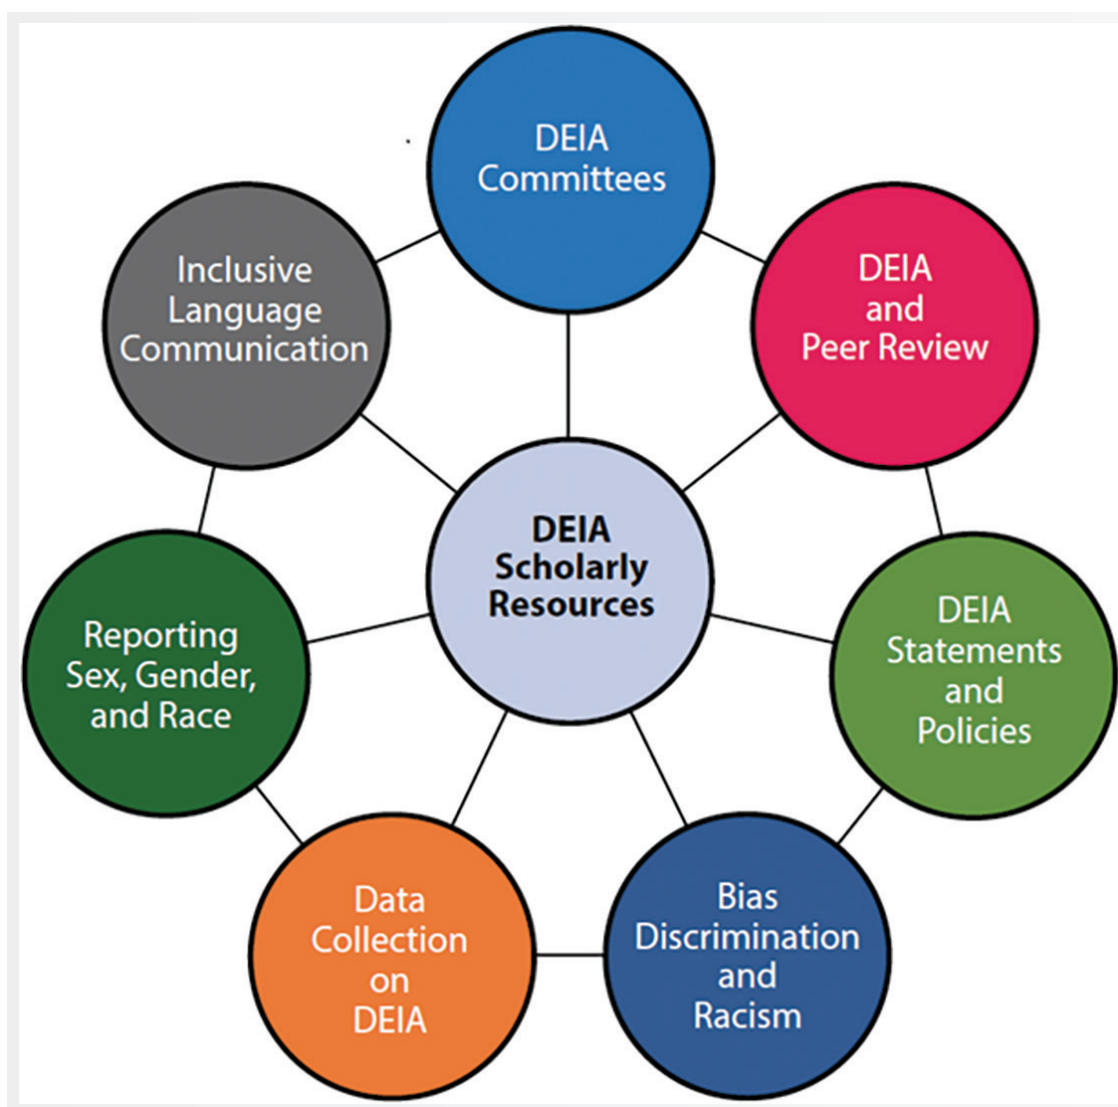 DEIA
Committees
DEIA
and
Peer Review
DEIA
Statements
and
Policies
Bias
Discrimination
and
Racism
Data
Collection
on
DEIA
Reporting
Sex, Gender,
and Race
Inclusive
Language
Communication
DEIA
Scholarly
Resources